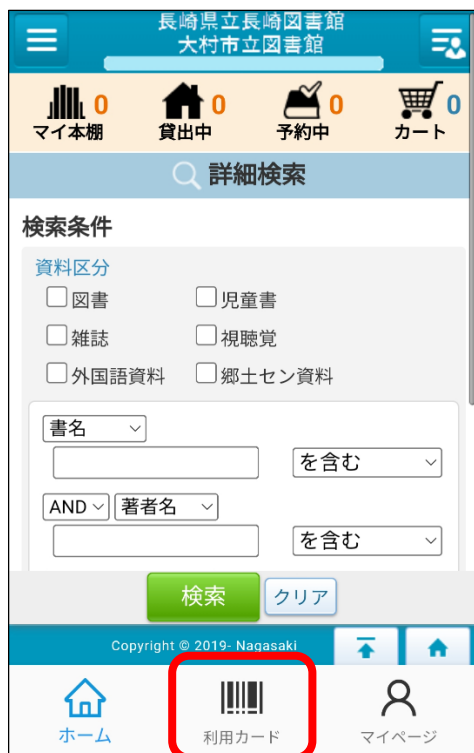 長崎県立長崎図書館
大村市立図書館
0 0 0 0
マイ本棚 貸出中 予約中 カート
詳細検索
検索条件
資料区分
図書 児童書
雑誌 視聴覚
外国語資料 郷土セン資料
書名
を含む
AND 著者名
を含む
検索 クリア
Copyright © 2019- Nagasaki
ホーム 利用カード マイページ